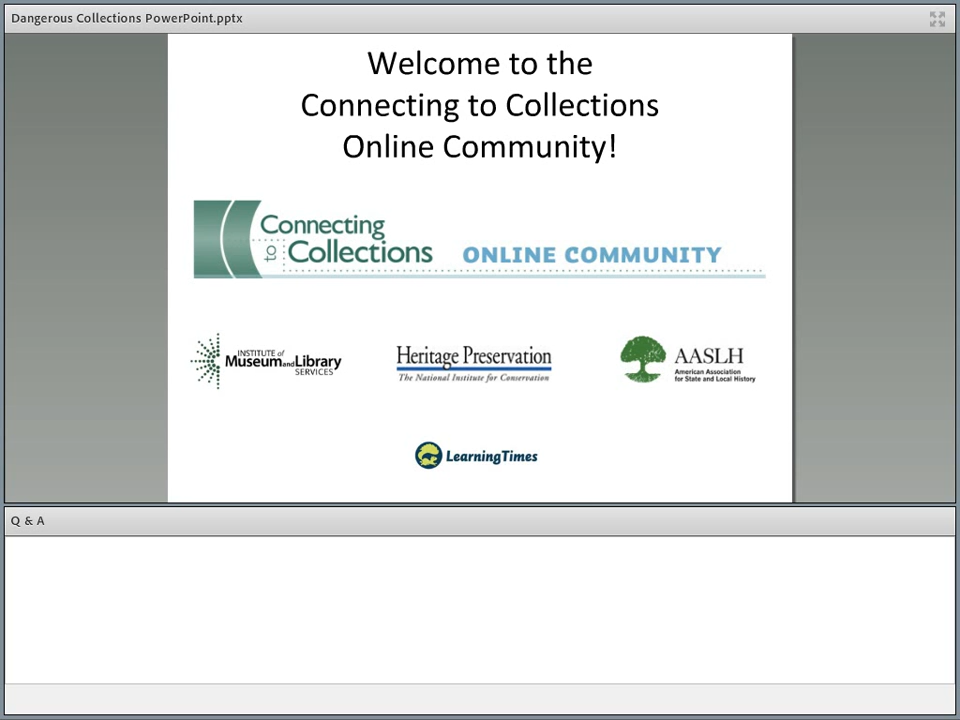 Dangerous Collections PowerPoint.pptx
Welcome to the
Connecting to Collections
Online Community!
Connecting
to Collections
ONLINE COMMUNITY
INSTITUTE of
Museum and Library
SERVICES
Heritage Preservation
The National Institute for Conservation
AASLH
American Association
for State and Local History
LearningTimes
Q & A